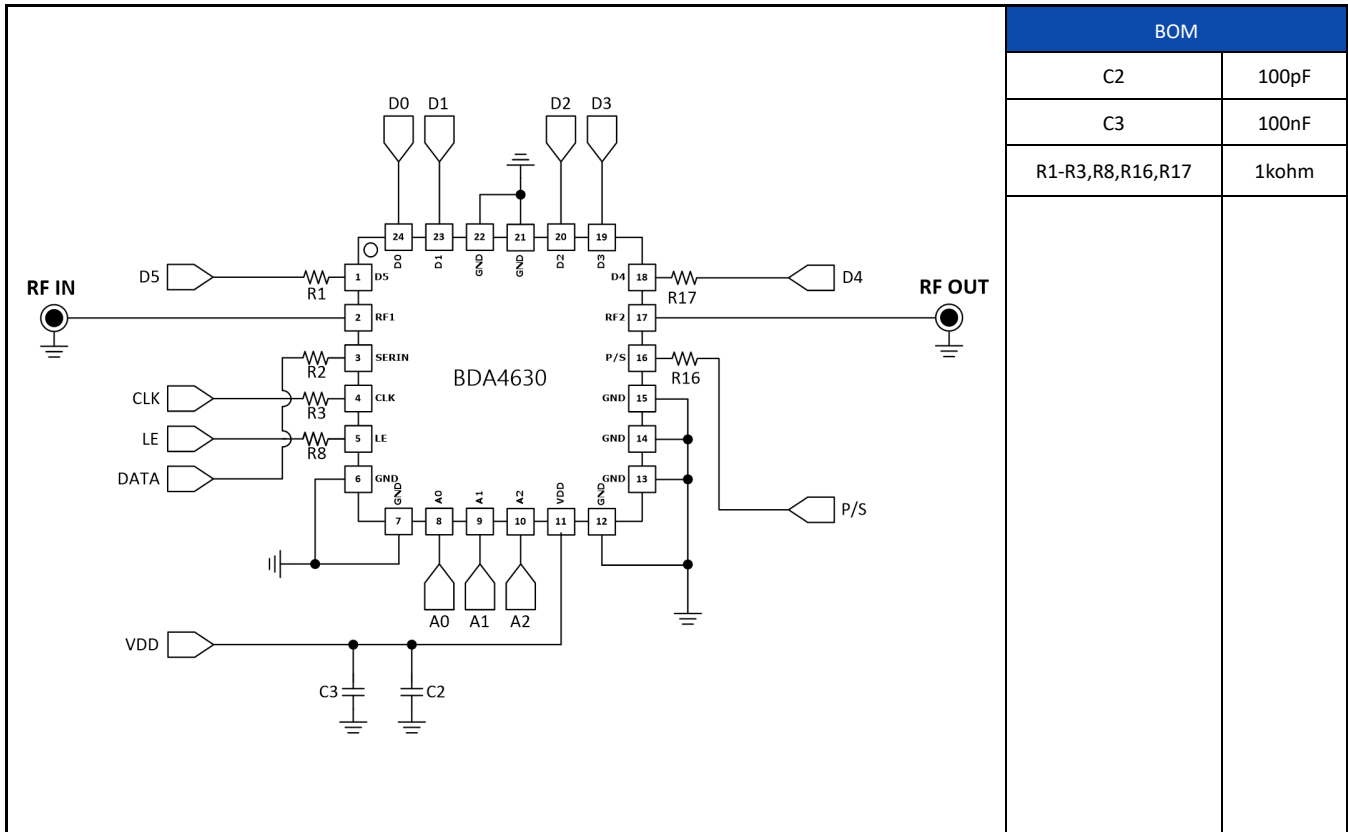 BOM
C2 100pF
C3 100nF
R1-R3,R8,R16,R17 1kohm
D0 D1 D2 D3
24 23 22 21 20 19
D0 D1 GND GND D2 D3
D5 R1 1 D5
D4 18 R17 D4
RF IN
RF OUT
2 RF1
RF2 17
R2 3 SERIN
P/S 16 R16
BDA4630
CLK R3 4 CLK
GND 15
LE R8 5 LE
GND 14
DATA
6 GND
GND 13
GND A0 A1 A2 VDD GND
7 8 9 10 11 12
P/S
A0 A1 A2
VDD
C3 C2